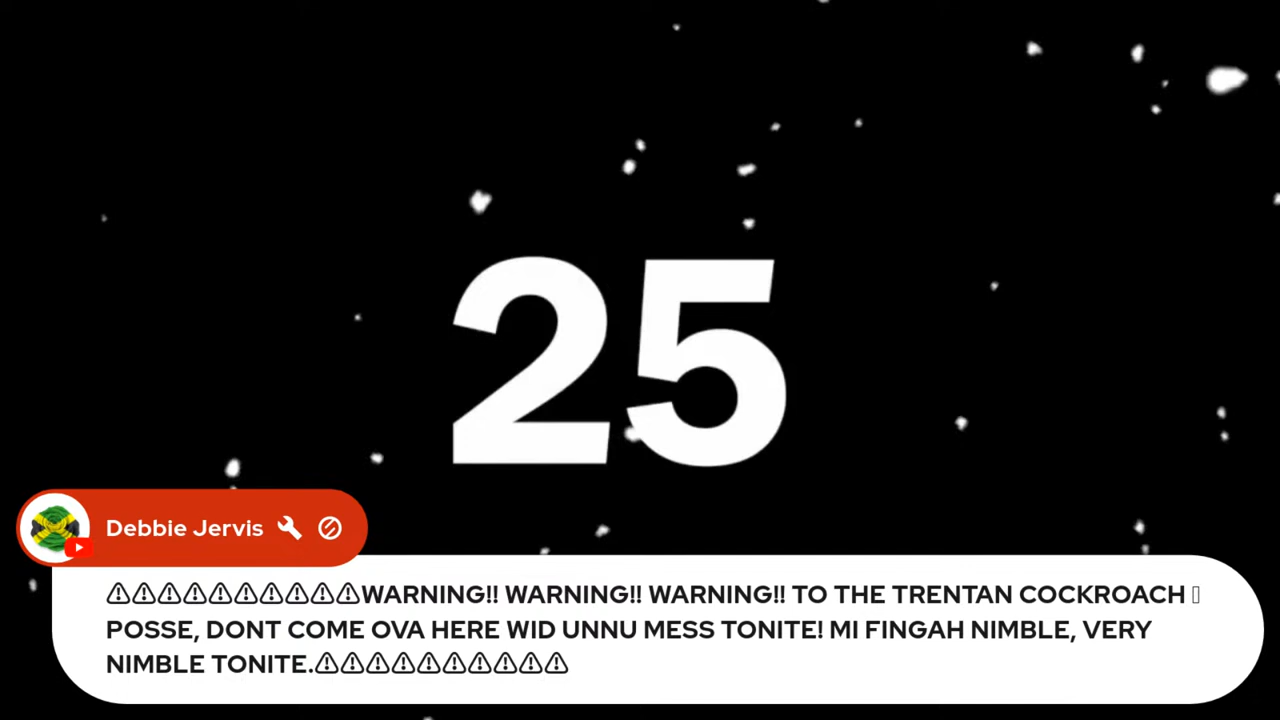 25
Debbie Jervis
⚠⚠⚠⚠⚠⚠⚠⚠⚠⚠WARNING!! WARNING!! WARNING!! TO THE TRENTAN COCKROACH
POSSE, DONT COME OVA HERE WID UNNU MESS TONITE! MI FINGAH NIMBLE, VERY
NIMBLE TONITE.⚠⚠⚠⚠⚠⚠⚠⚠⚠⚠